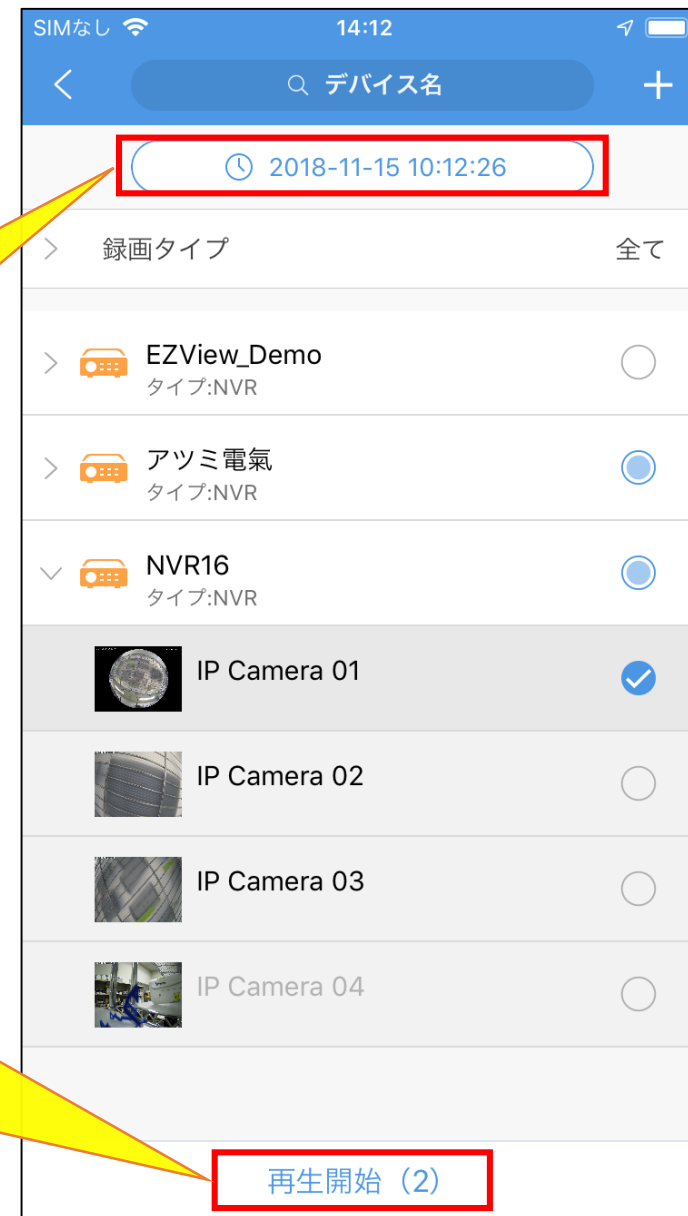 SIMなし 14:12
デバイス名
2018-11-15 10:12:26
録画タイプ 全て
EZView_Demo
タイプ:NVR
アツミ電氣
タイプ:NVR
NVR16
タイプ:NVR
IP Camera 01
IP Camera 02
IP Camera 03
IP Camera 04
再生開始（2）